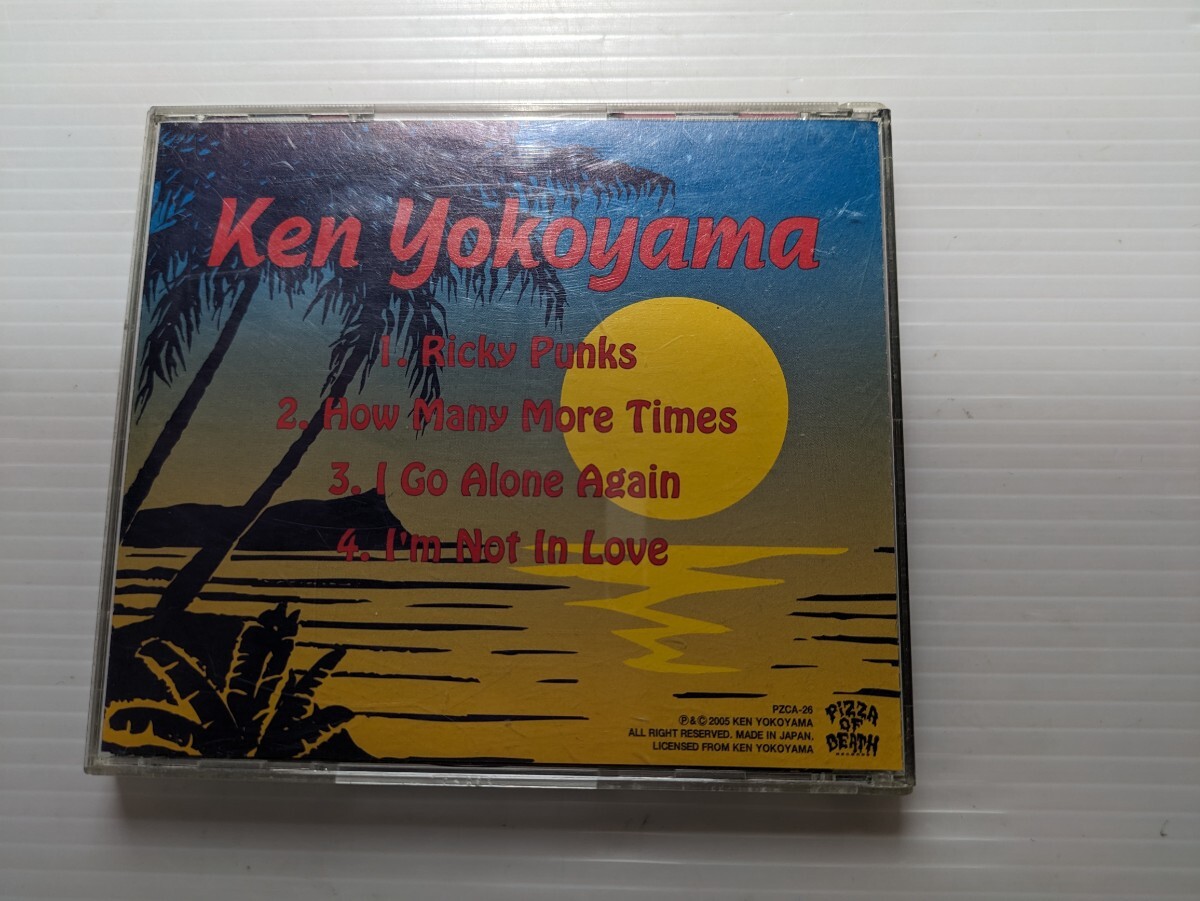 Ken Yokoyama
1. Ricky Punks
2. How Many More Times
3. I Go Alone Again
4. I'm Not In Love
PZCA-26
℗&© 2005 KEN YOKOYAMA
ALL RIGHT RESERVED. MADE IN JAPAN.
LICENSED FROM KEN YOKOYAMA
PIZZA
OF
DEATH
RECORDS